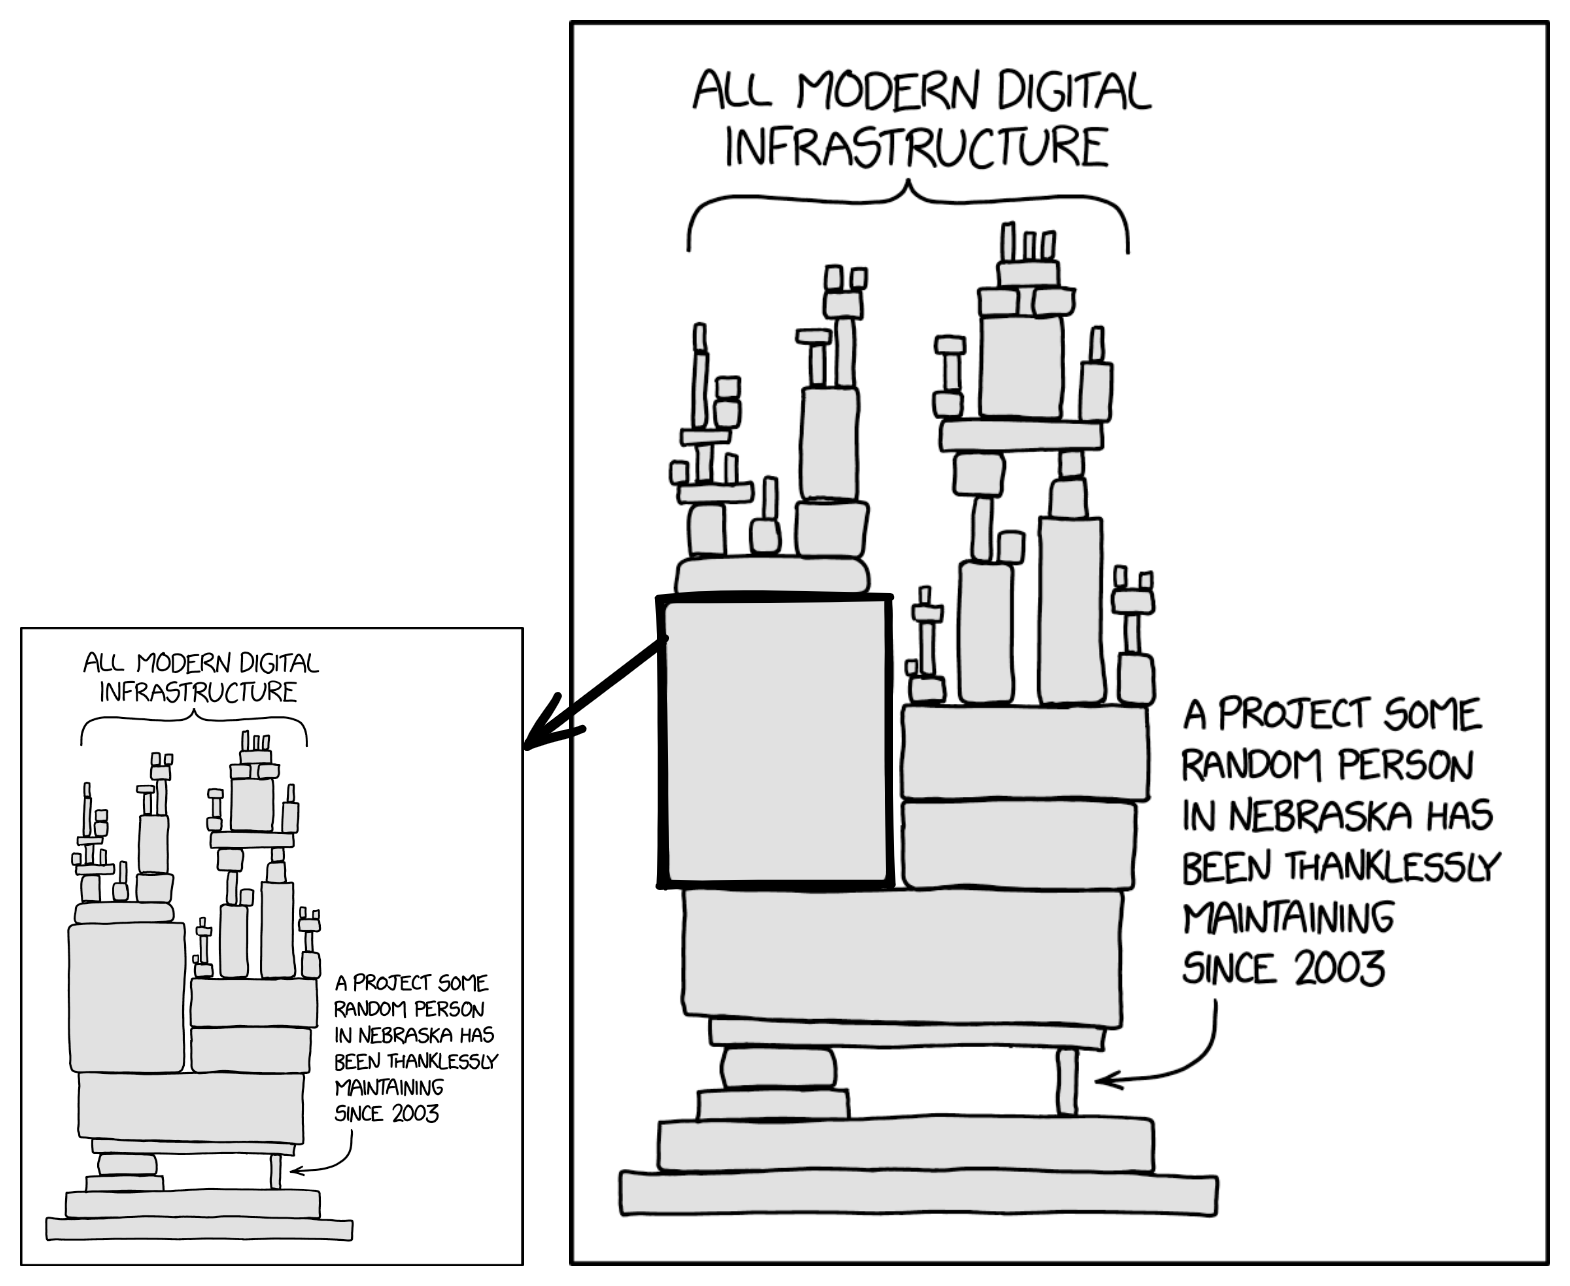 ALL MODERN DIGITAL
INFRASTRUCTURE
A PROJECT SOME
RANDOM PERSON
IN NEBRASKA HAS
BEEN THANKLESSLY
MAINTAINING
SINCE 2003
ALL MODERN DIGITAL
INFRASTRUCTURE
A PROJECT SOME
RANDOM PERSON
IN NEBRASKA HAS
BEEN THANKLESSLY
MAINTAINING
SINCE 2003